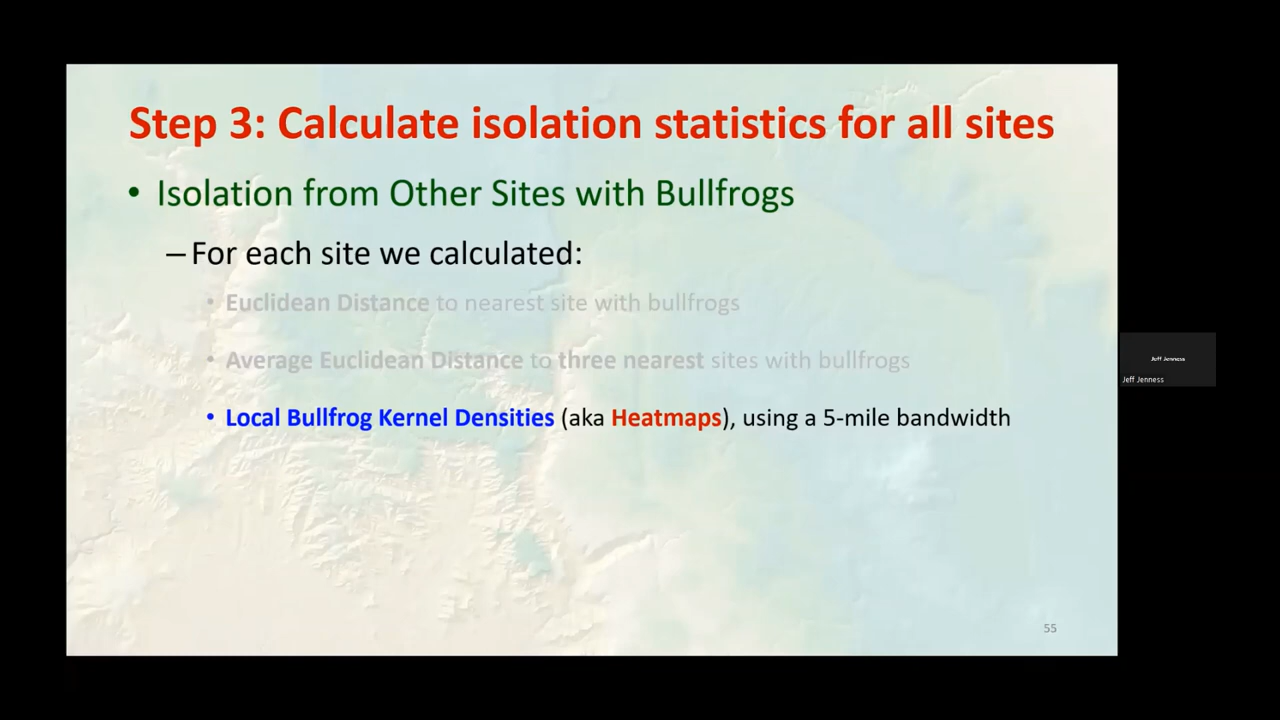 Step 3: Calculate isolation statistics for all sites
• Isolation from Other Sites with Bullfrogs
– For each site we calculated:
• Euclidean Distance to nearest site with bullfrogs
• Average Euclidean Distance to three nearest sites with bullfrogs
• Local Bullfrog Kernel Densities (aka Heatmaps), using a 5-mile bandwidth
Jeff Jenness
Jeff Jenness
55